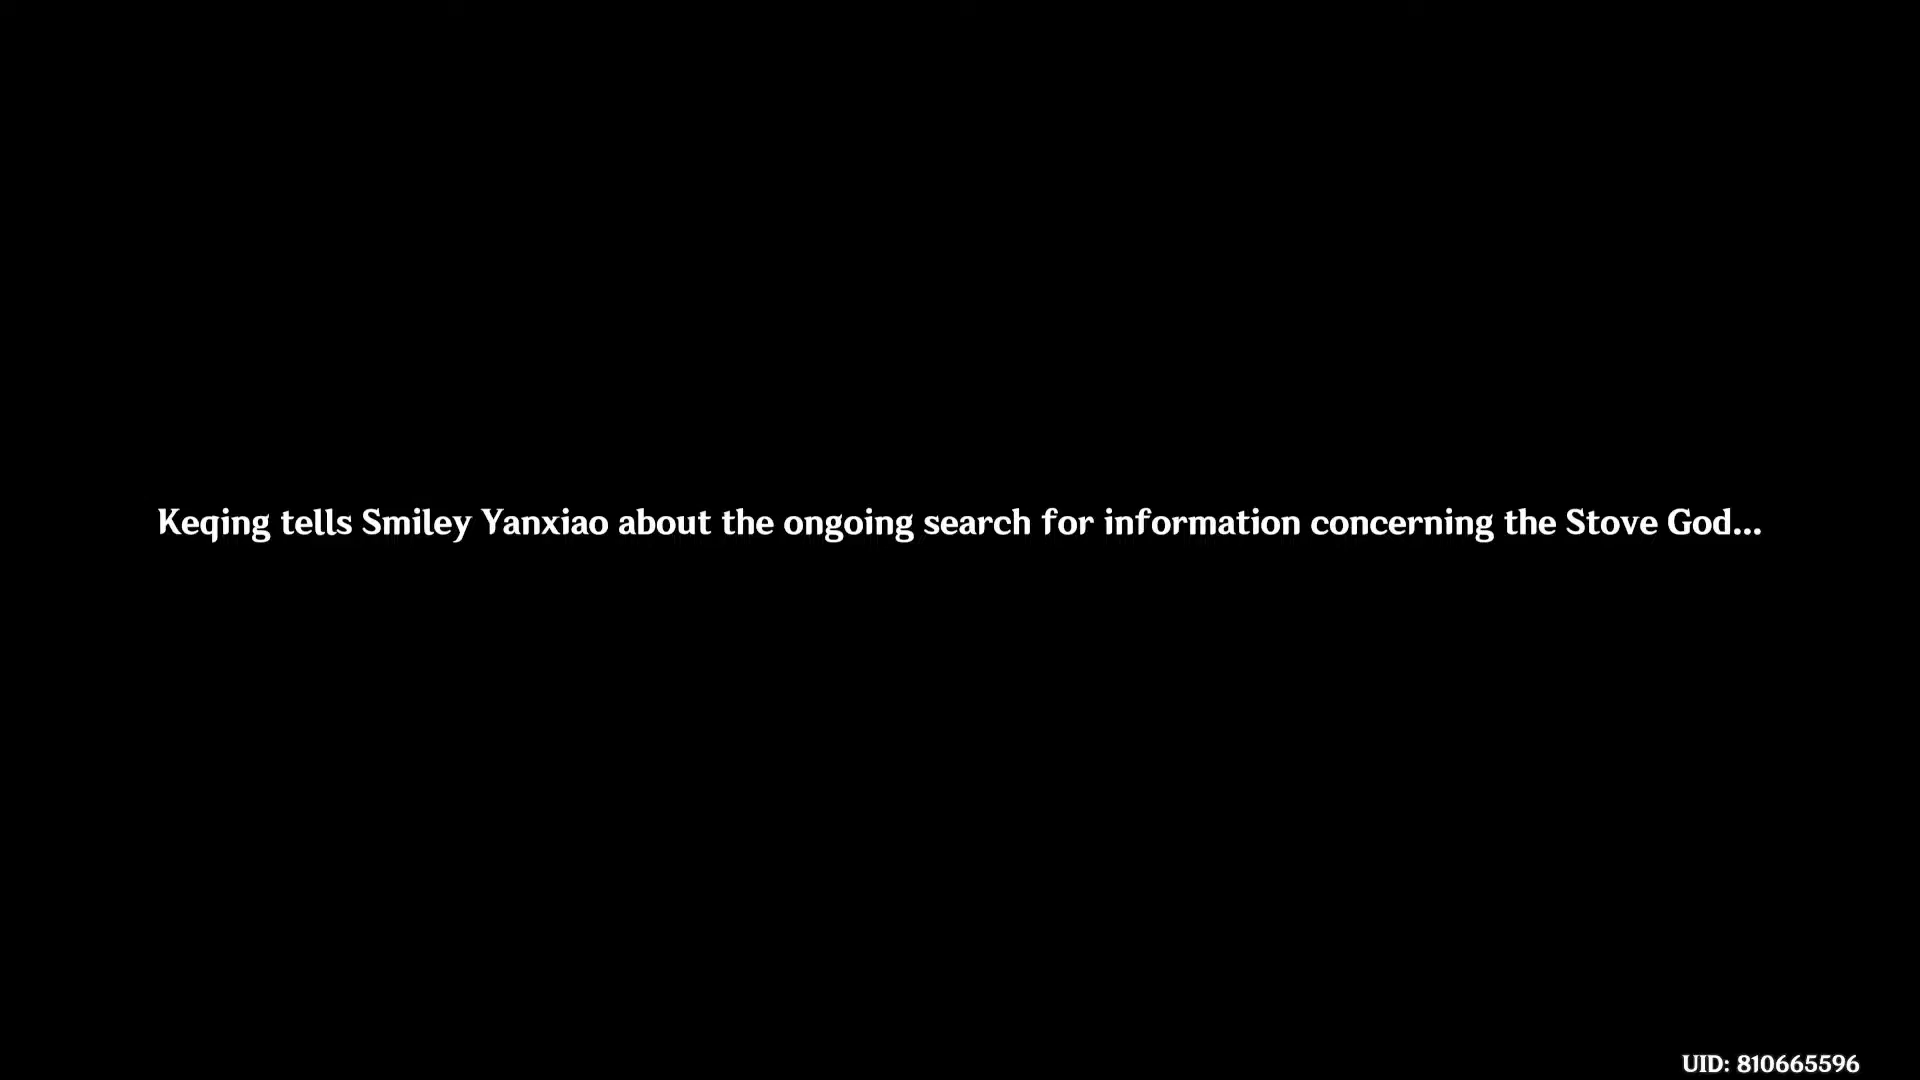 Keqing tells Smiley Yanxiao about the ongoing search for information concerning the Stove God...
UID: 810665596